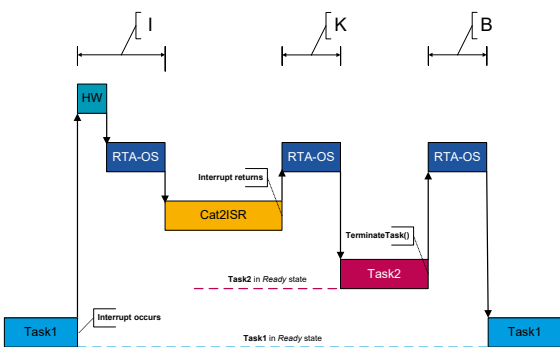 I
K
B
HW
RTA-OS
RTA-OS
RTA-OS
Interrupt returns
Cat2ISR
TerminateTask()
Task2
Task2 in Ready state
Task1
Interrupt occurs
Task1
Task1 in Ready state